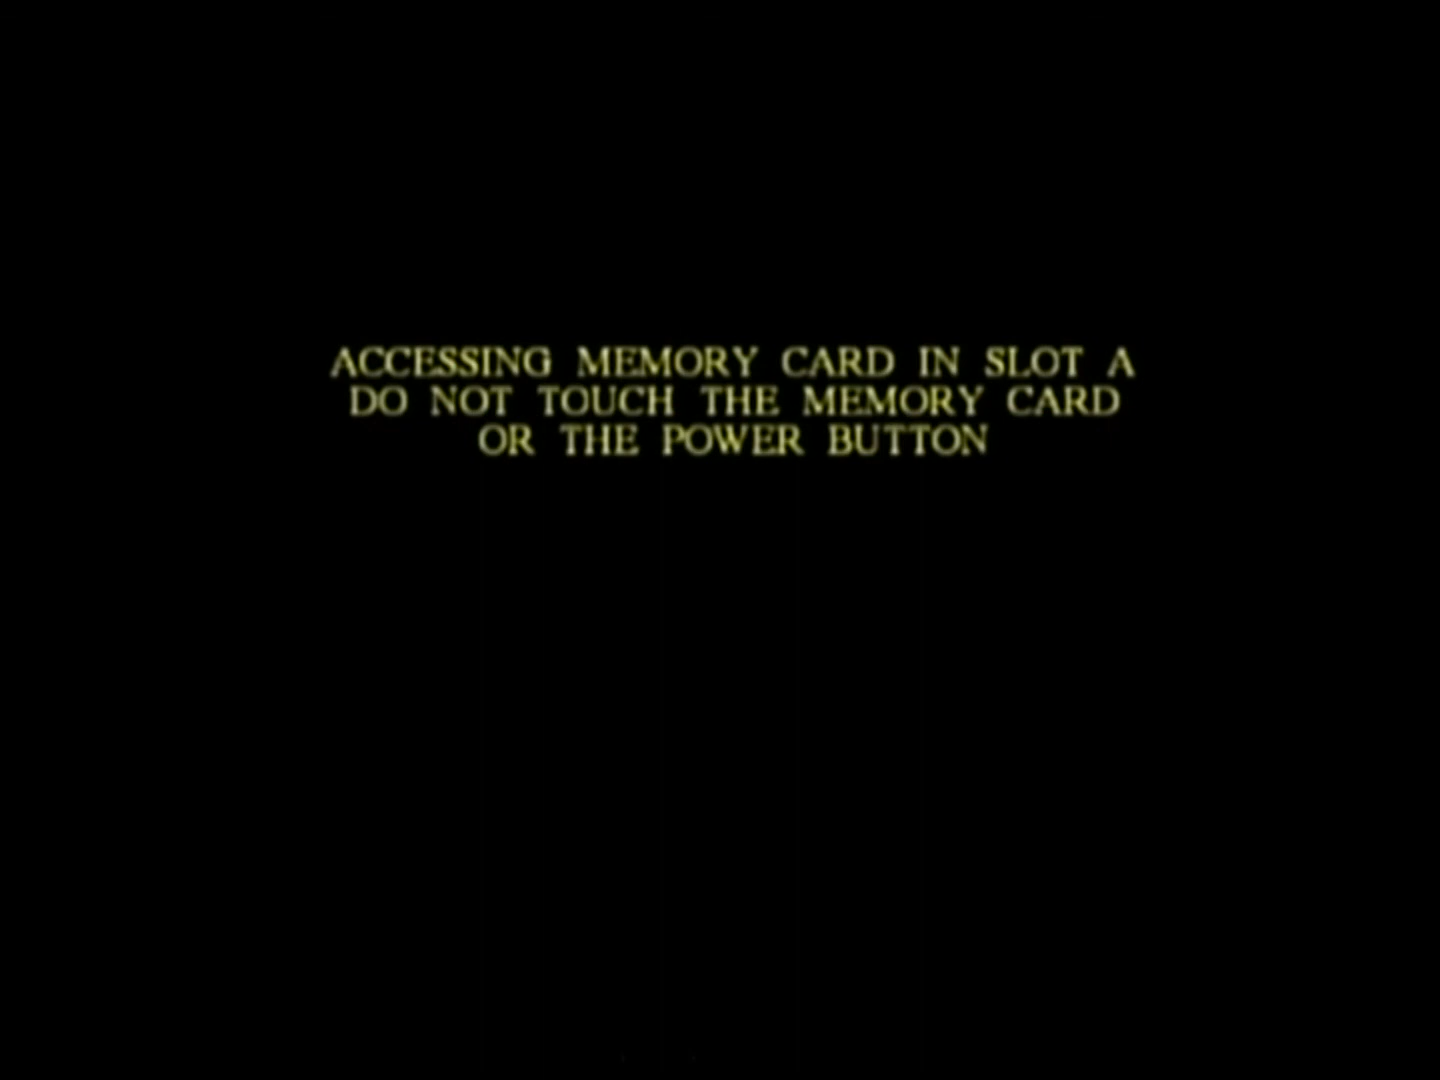 ACCESSING MEMORY CARD IN SLOT A
DO NOT TOUCH THE MEMORY CARD
OR THE POWER BUTTON